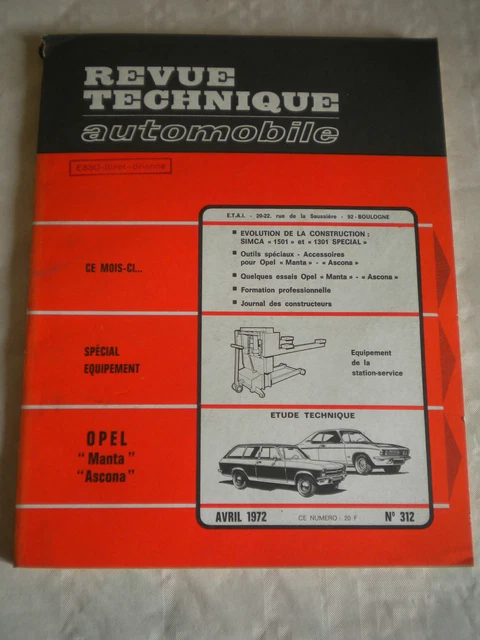 REVUE
TECHNIQUE
automobile
E.T.A.I. - 20-22, rue de la Saussière - 92-BOULOGNE
CE MOIS-CI...
■ EVOLUTION DE LA CONSTRUCTION :
SIMCA « 1501 » et « 1301 SPECIAL »
■ Outils spéciaux - Accessoires
pour Opel « Manta » - « Ascona »
■ Quelques essais Opel « Manta » - « Ascona »
■ Formation professionnelle
■ Journal des constructeurs
SPÉCIAL
EQUIPEMENT
Equipement
de la
station-service
OPEL
"Manta"
"Ascona"
ETUDE TECHNIQUE
AVRIL 1972 CE NUMERO : 20 F N° 312